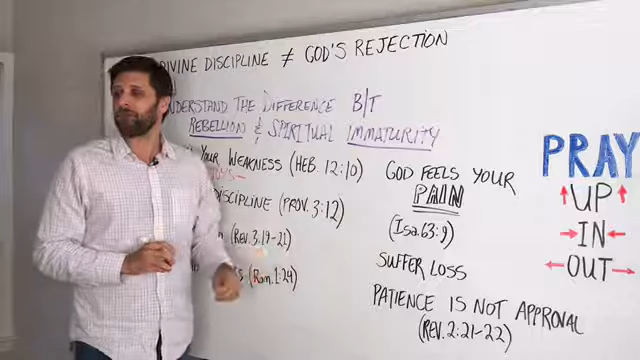 DIVINE DISCIPLINE ≠ GOD'S REJECTION
UNDERSTAND THE DIFFERENCE B/T
REBELLION & SPIRITUAL IMMATURITY
YOUR WEAKNESS (HEB. 12:10)
DISCIPLINE (PROV. 3:12)
(REV. 3:19-21)
(ROM. 1:24)
GOD FEELS YOUR
PAIN
(Isa. 63:9)
SUFFER LOSS
PATIENCE IS NOT APPROVAL
(REV. 2:21-22)
PRAY
↑UP↑
→IN←
←OUT→